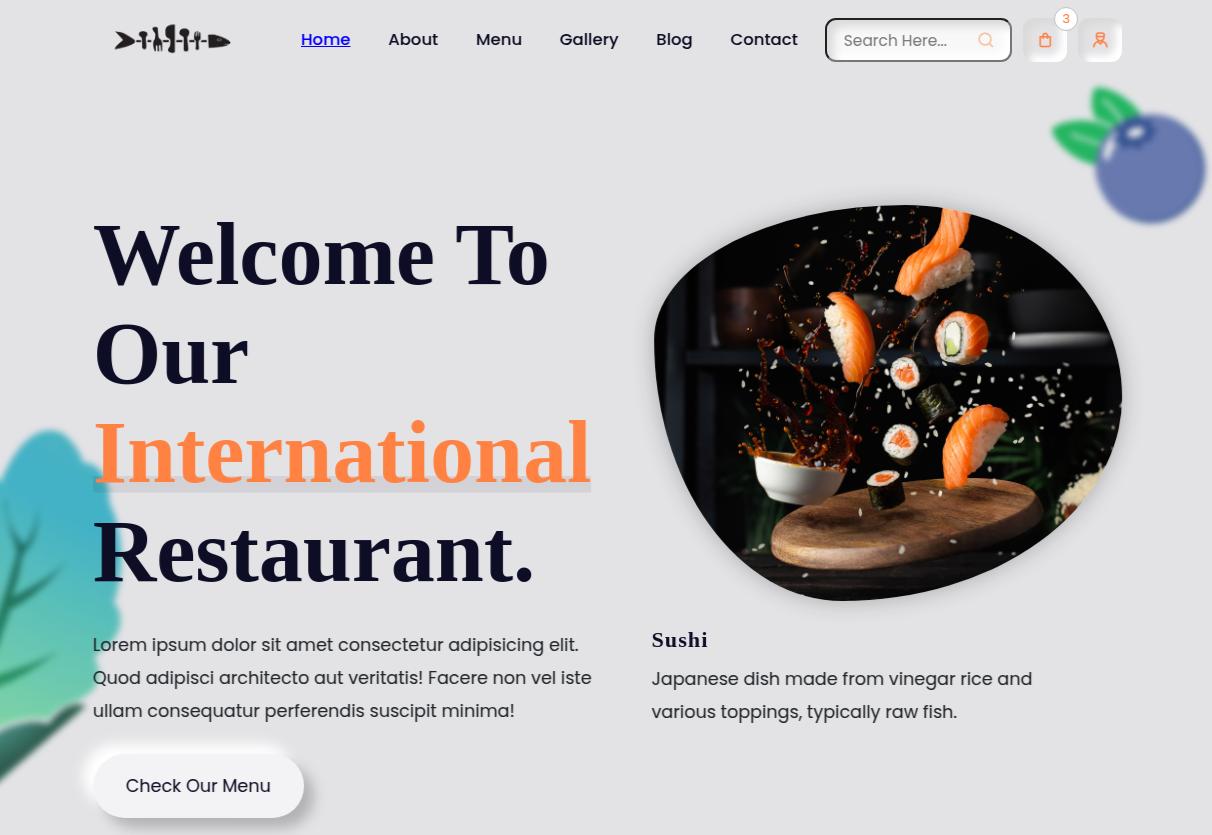 Home
About
Menu
Gallery
Blog
Contact
Search Here...
3
Welcome To
Our
International
Restaurant.
Lorem ipsum dolor sit amet consectetur adipisicing elit.
Quod adipisci architecto aut veritatis! Facere non vel iste
ullam consequatur perferendis suscipit minima!
Check Our Menu
Sushi
Japanese dish made from vinegar rice and
various toppings, typically raw fish.